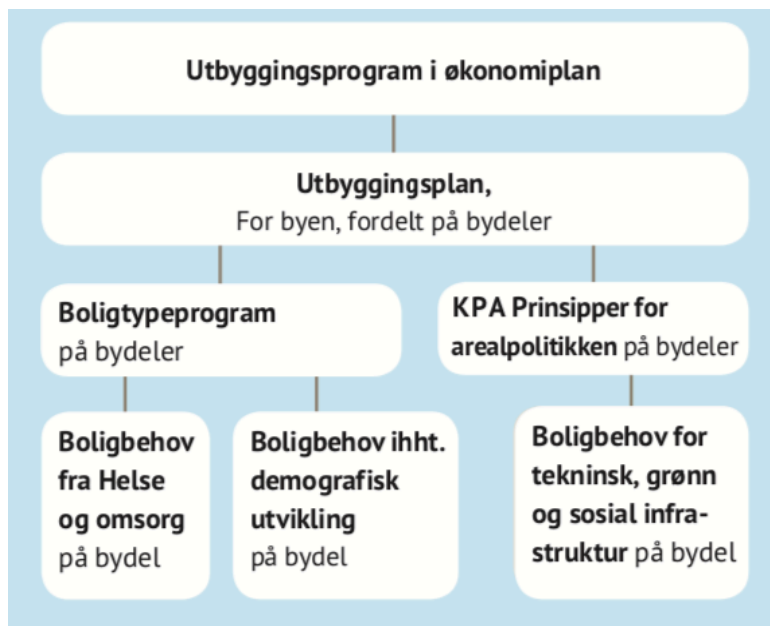 Utbyggingsprogram i økonomiplan
Utbyggingsplan,
For byen, fordelt på bydeler
Boligtypeprogram
på bydeler
KPA Prinsipper for
arealpolitikken på bydeler
Boligbehov
fra Helse
og omsorg
på bydel
Boligbehov ihht.
demografisk
utvikling
på bydel
Boligbehov for
tekninsk, grønn
og sosial infra-
struktur på bydel